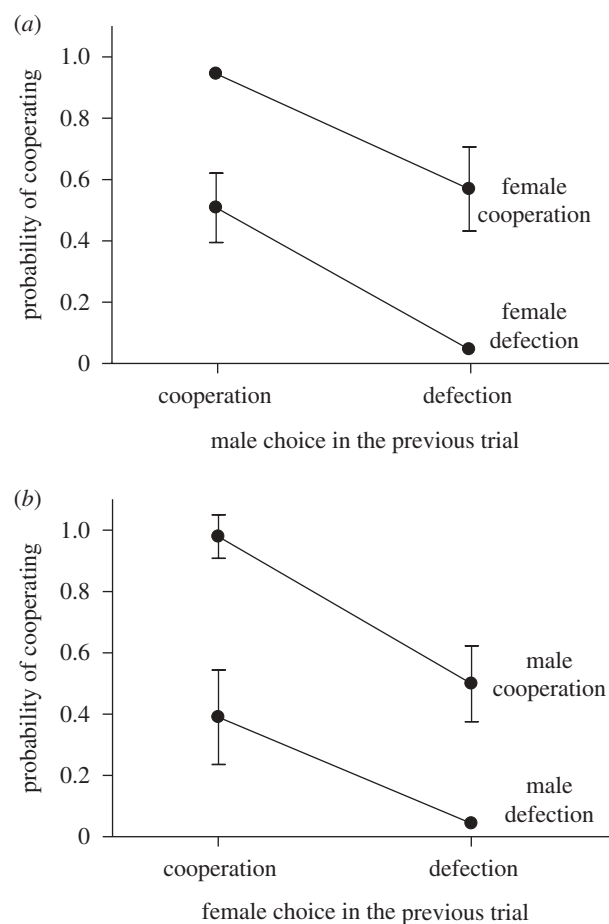 (a)
probability of cooperating
1.0
0.8
0.6
0.4
0.2
0
female
cooperation
female
defection
cooperation
defection
male choice in the previous trial
(b)
probability of cooperating
1.0
0.8
0.6
0.4
0.2
0
male
cooperation
male
defection
cooperation
defection
female choice in the previous trial